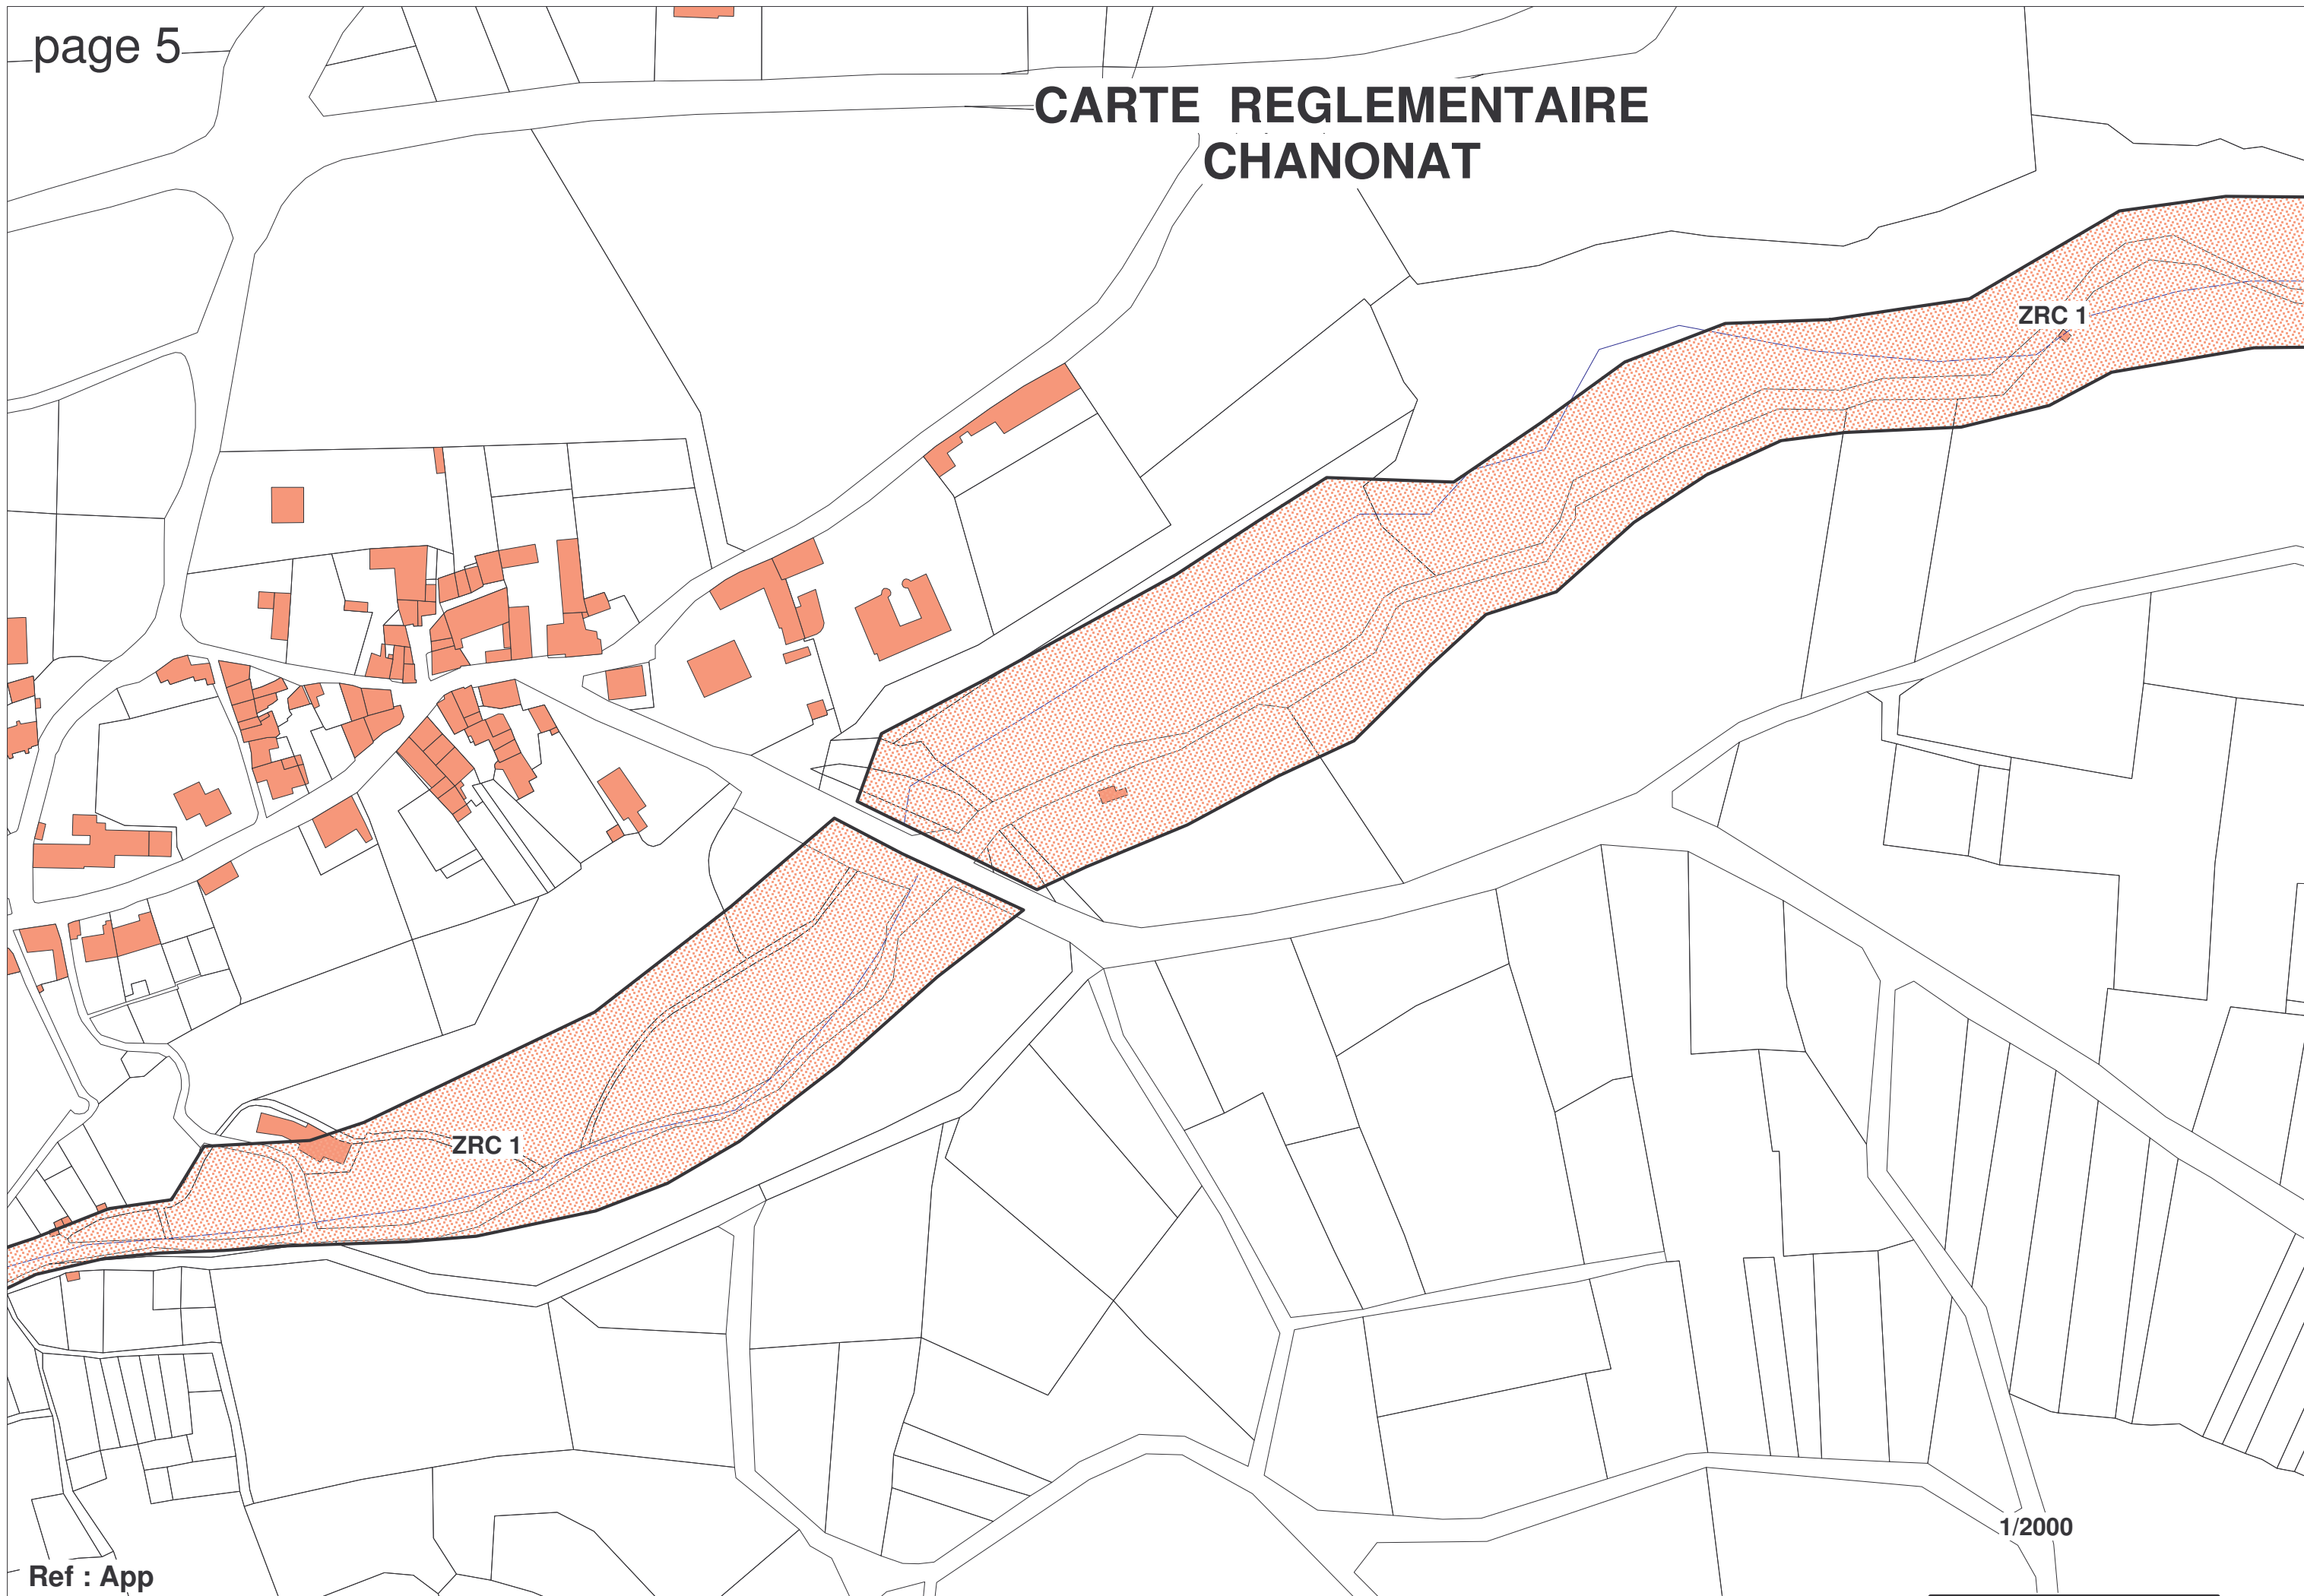 page 5
CARTE REGLEMENTAIRE
CHANONAT
ZRC 1
ZRC 1
1/2000
Ref : App